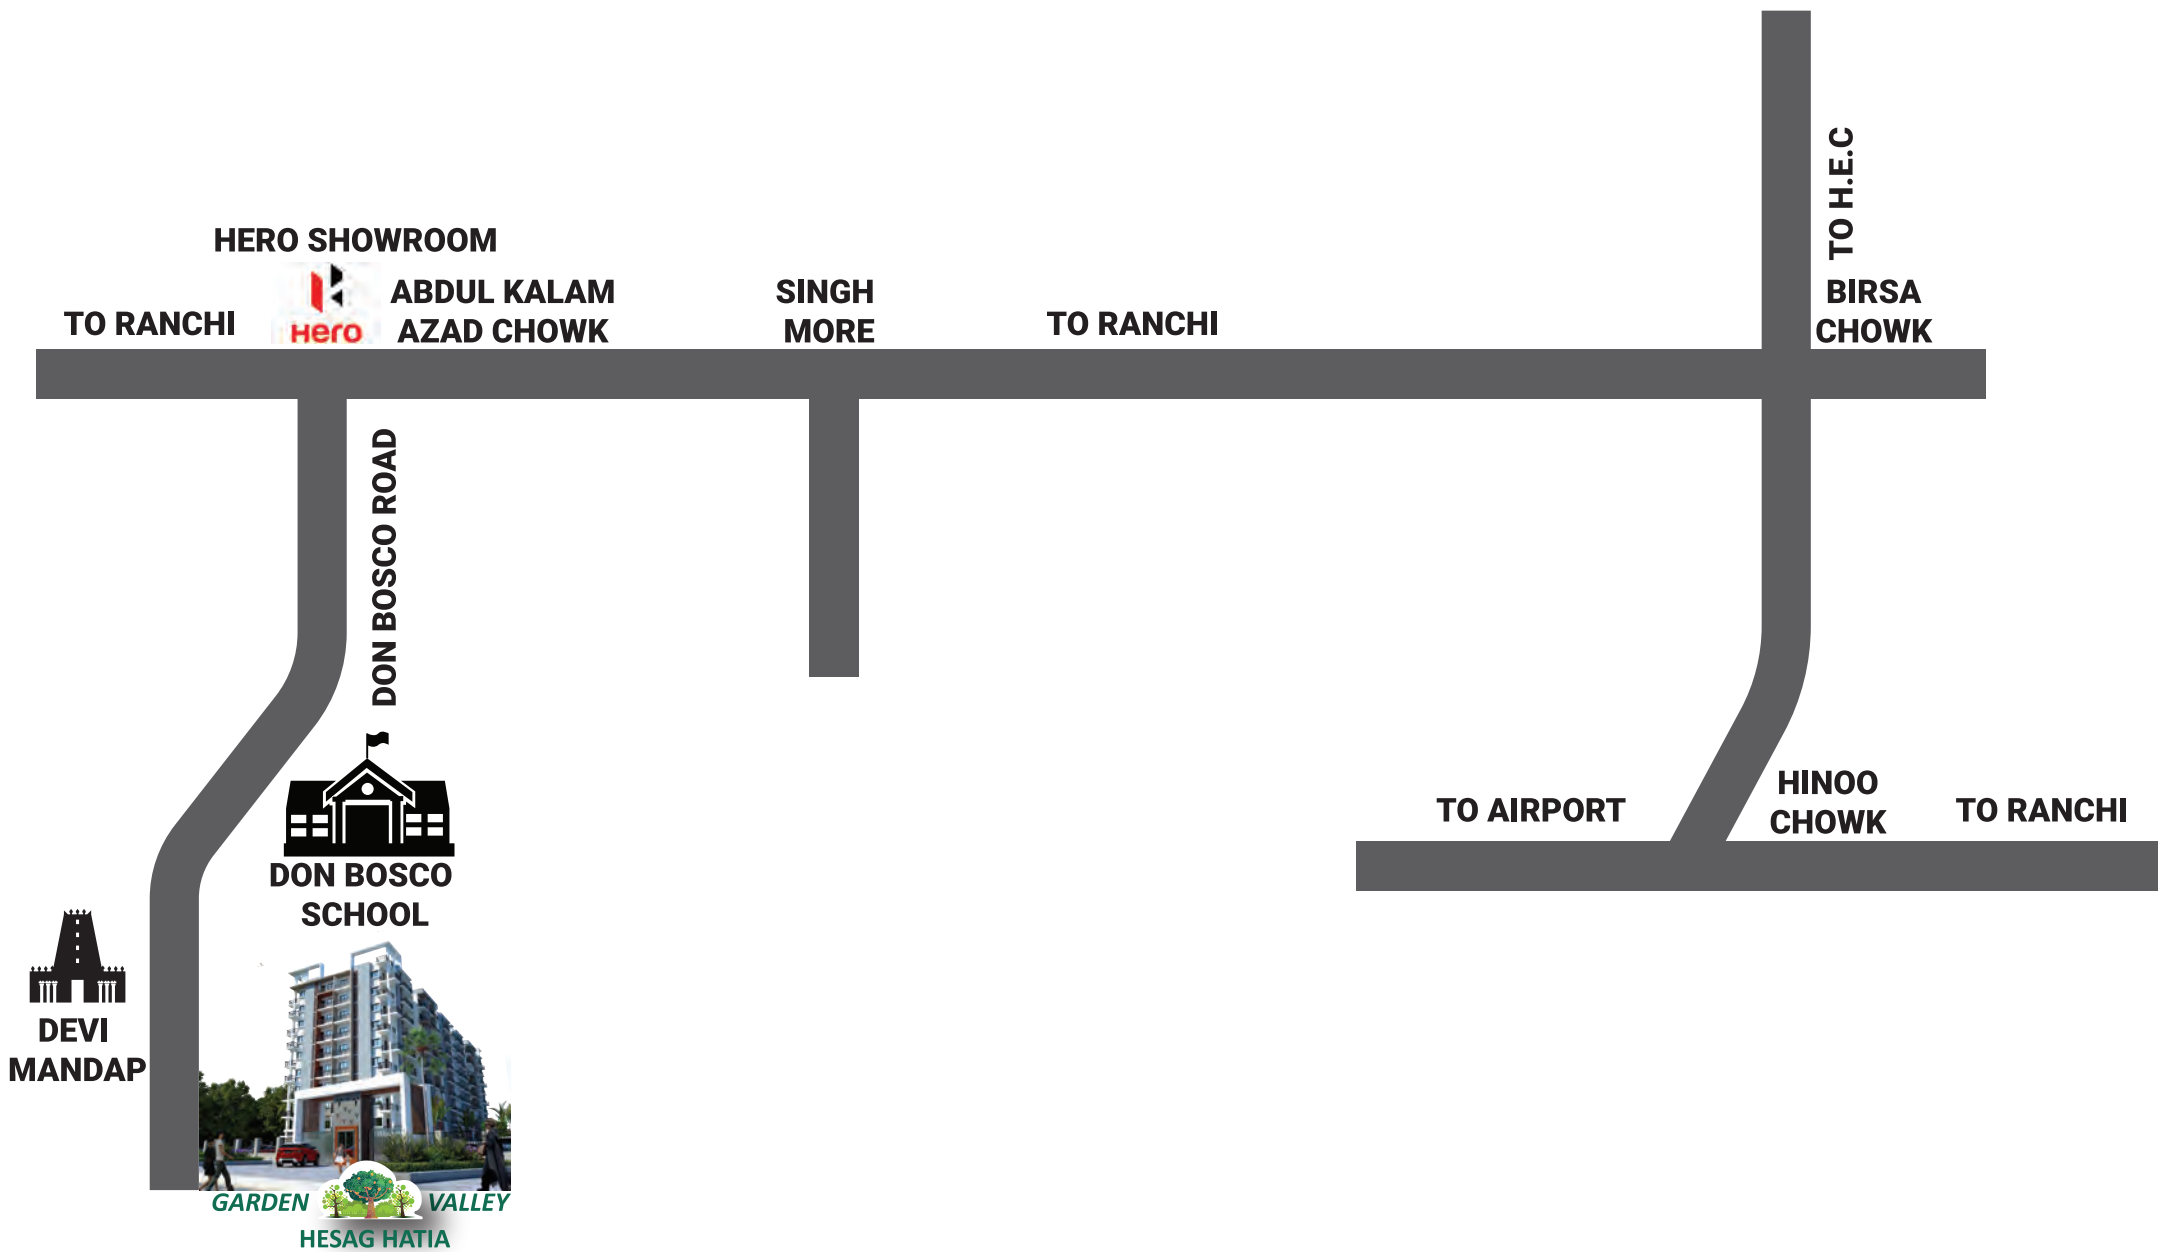 TO H.E.C
HERO SHOWROOM
TO RANCHI
Hero
ABDUL KALAM
AZAD CHOWK
SINGH
MORE
TO RANCHI
BIRSA
CHOWK
DON BOSCO ROAD
DON BOSCO
SCHOOL
TO AIRPORT
HINOO
CHOWK
TO RANCHI
DEVI
MANDAP
GARDEN VALLEY
HESAG HATIA